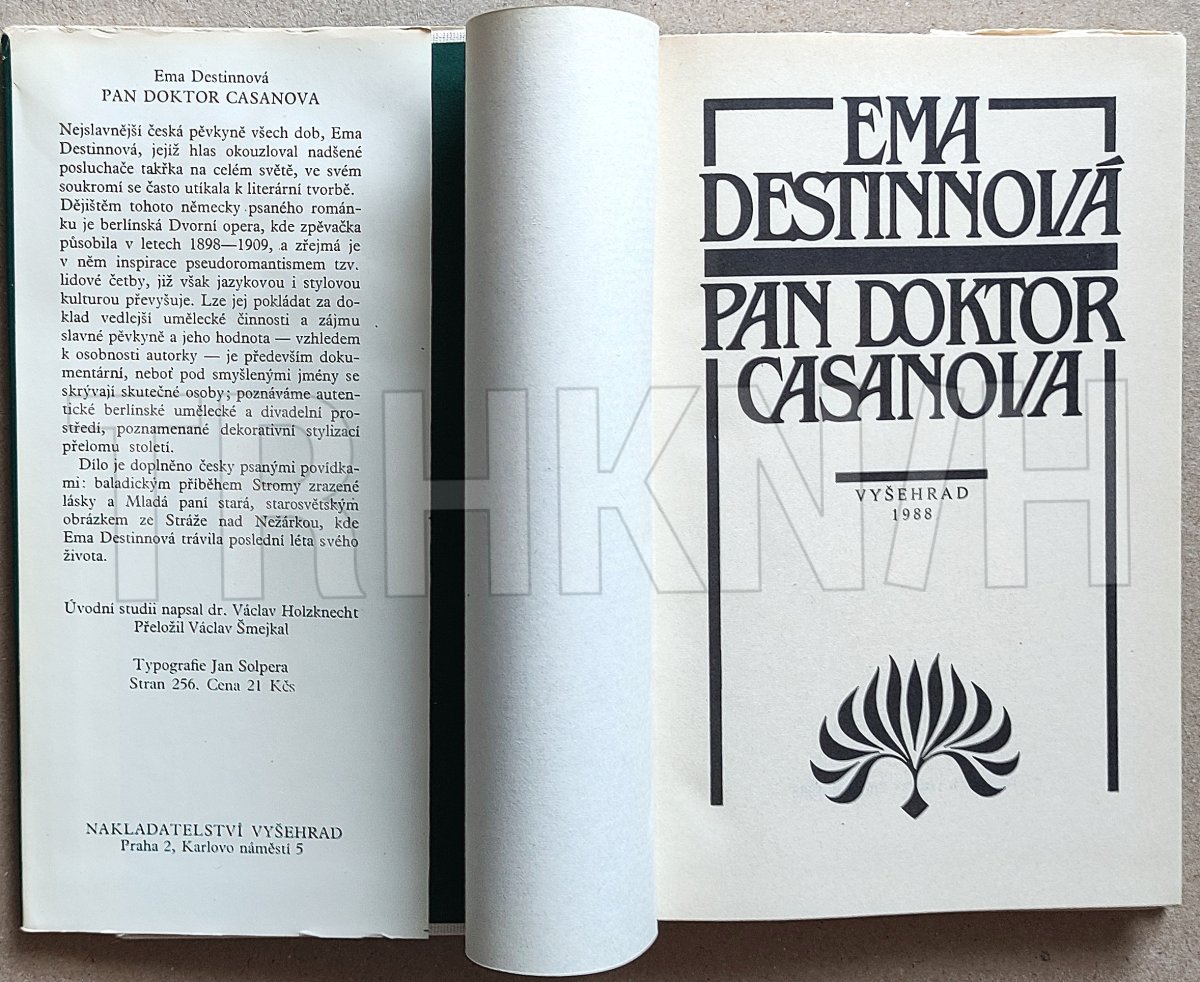 Ema Destinnová
PAN DOKTOR CASANOVA
Nejslavnější česká pěvkyně všech dob, Ema
Destinnová, jejíž hlas okouzloval nadšené
posluchače takřka na celém světě, ve svém
soukromí se často utíkala k literární tvorbě.
Dějištěm tohoto německy psaného román-
ku je berlínská Dvorní opera, kde zpěvačka
působila v letech 1898—1909, a zřejmá je
v něm inspirace pseudoromantismem tzv.
lidové četby, již však jazykovou i stylovou
kulturou převyšuje. Lze jej pokládat za do-
klad vedlejší umělecké činnosti a zájmu
slavné pěvkyně a jeho hodnota — vzhledem
k osobnosti autorky — je především doku-
mentární, neboť pod smyšlenými jmény se
skrývají skutečné osoby; poznáváme auten-
tické berlínské umělecké a divadelní pro-
středí, poznamenané dekorativní stylizací
přelomu století.
Dílo je doplněno česky psanými povídka-
mi: baladickým příběhem Stromy zrazené
lásky a Mladá paní stará, starosvětským
obrázkem ze Stráže nad Nežárkou, kde
Ema Destinnová trávila poslední léta svého
života.
Úvodní studii napsal dr. Václav Holzknecht
Přeložil Václav Šmejkal
Typografie Jan Solpera
Stran 256. Cena 21 Kčs
NAKLADATELSTVÍ VYŠEHRAD
Praha 2, Karlovo náměstí 5
EMA
DESTINNOVÁ
PAN DOKTOR
CASANOVA
VYŠEHRAD
1988
TRHKNIH